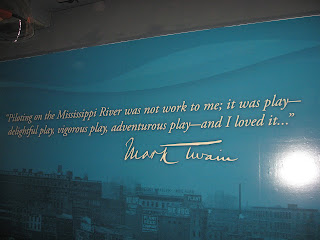 "Piloting on the Mississippi River was not work to me; it was play—
delightful play, vigorous play, adventurous play—and I loved it..."
Mark Twain